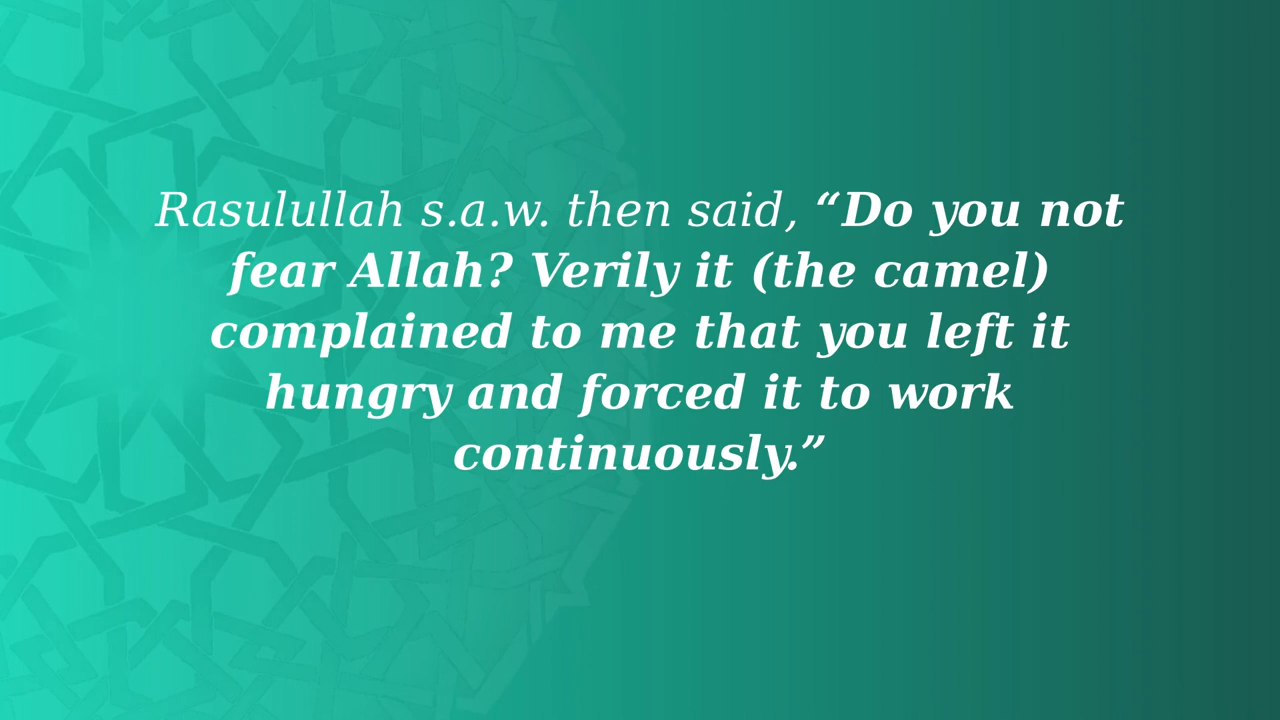 Rasulullah s.a.w. then said, “Do you not
fear Allah? Verily it (the camel)
complained to me that you left it
hungry and forced it to work
continuously.”